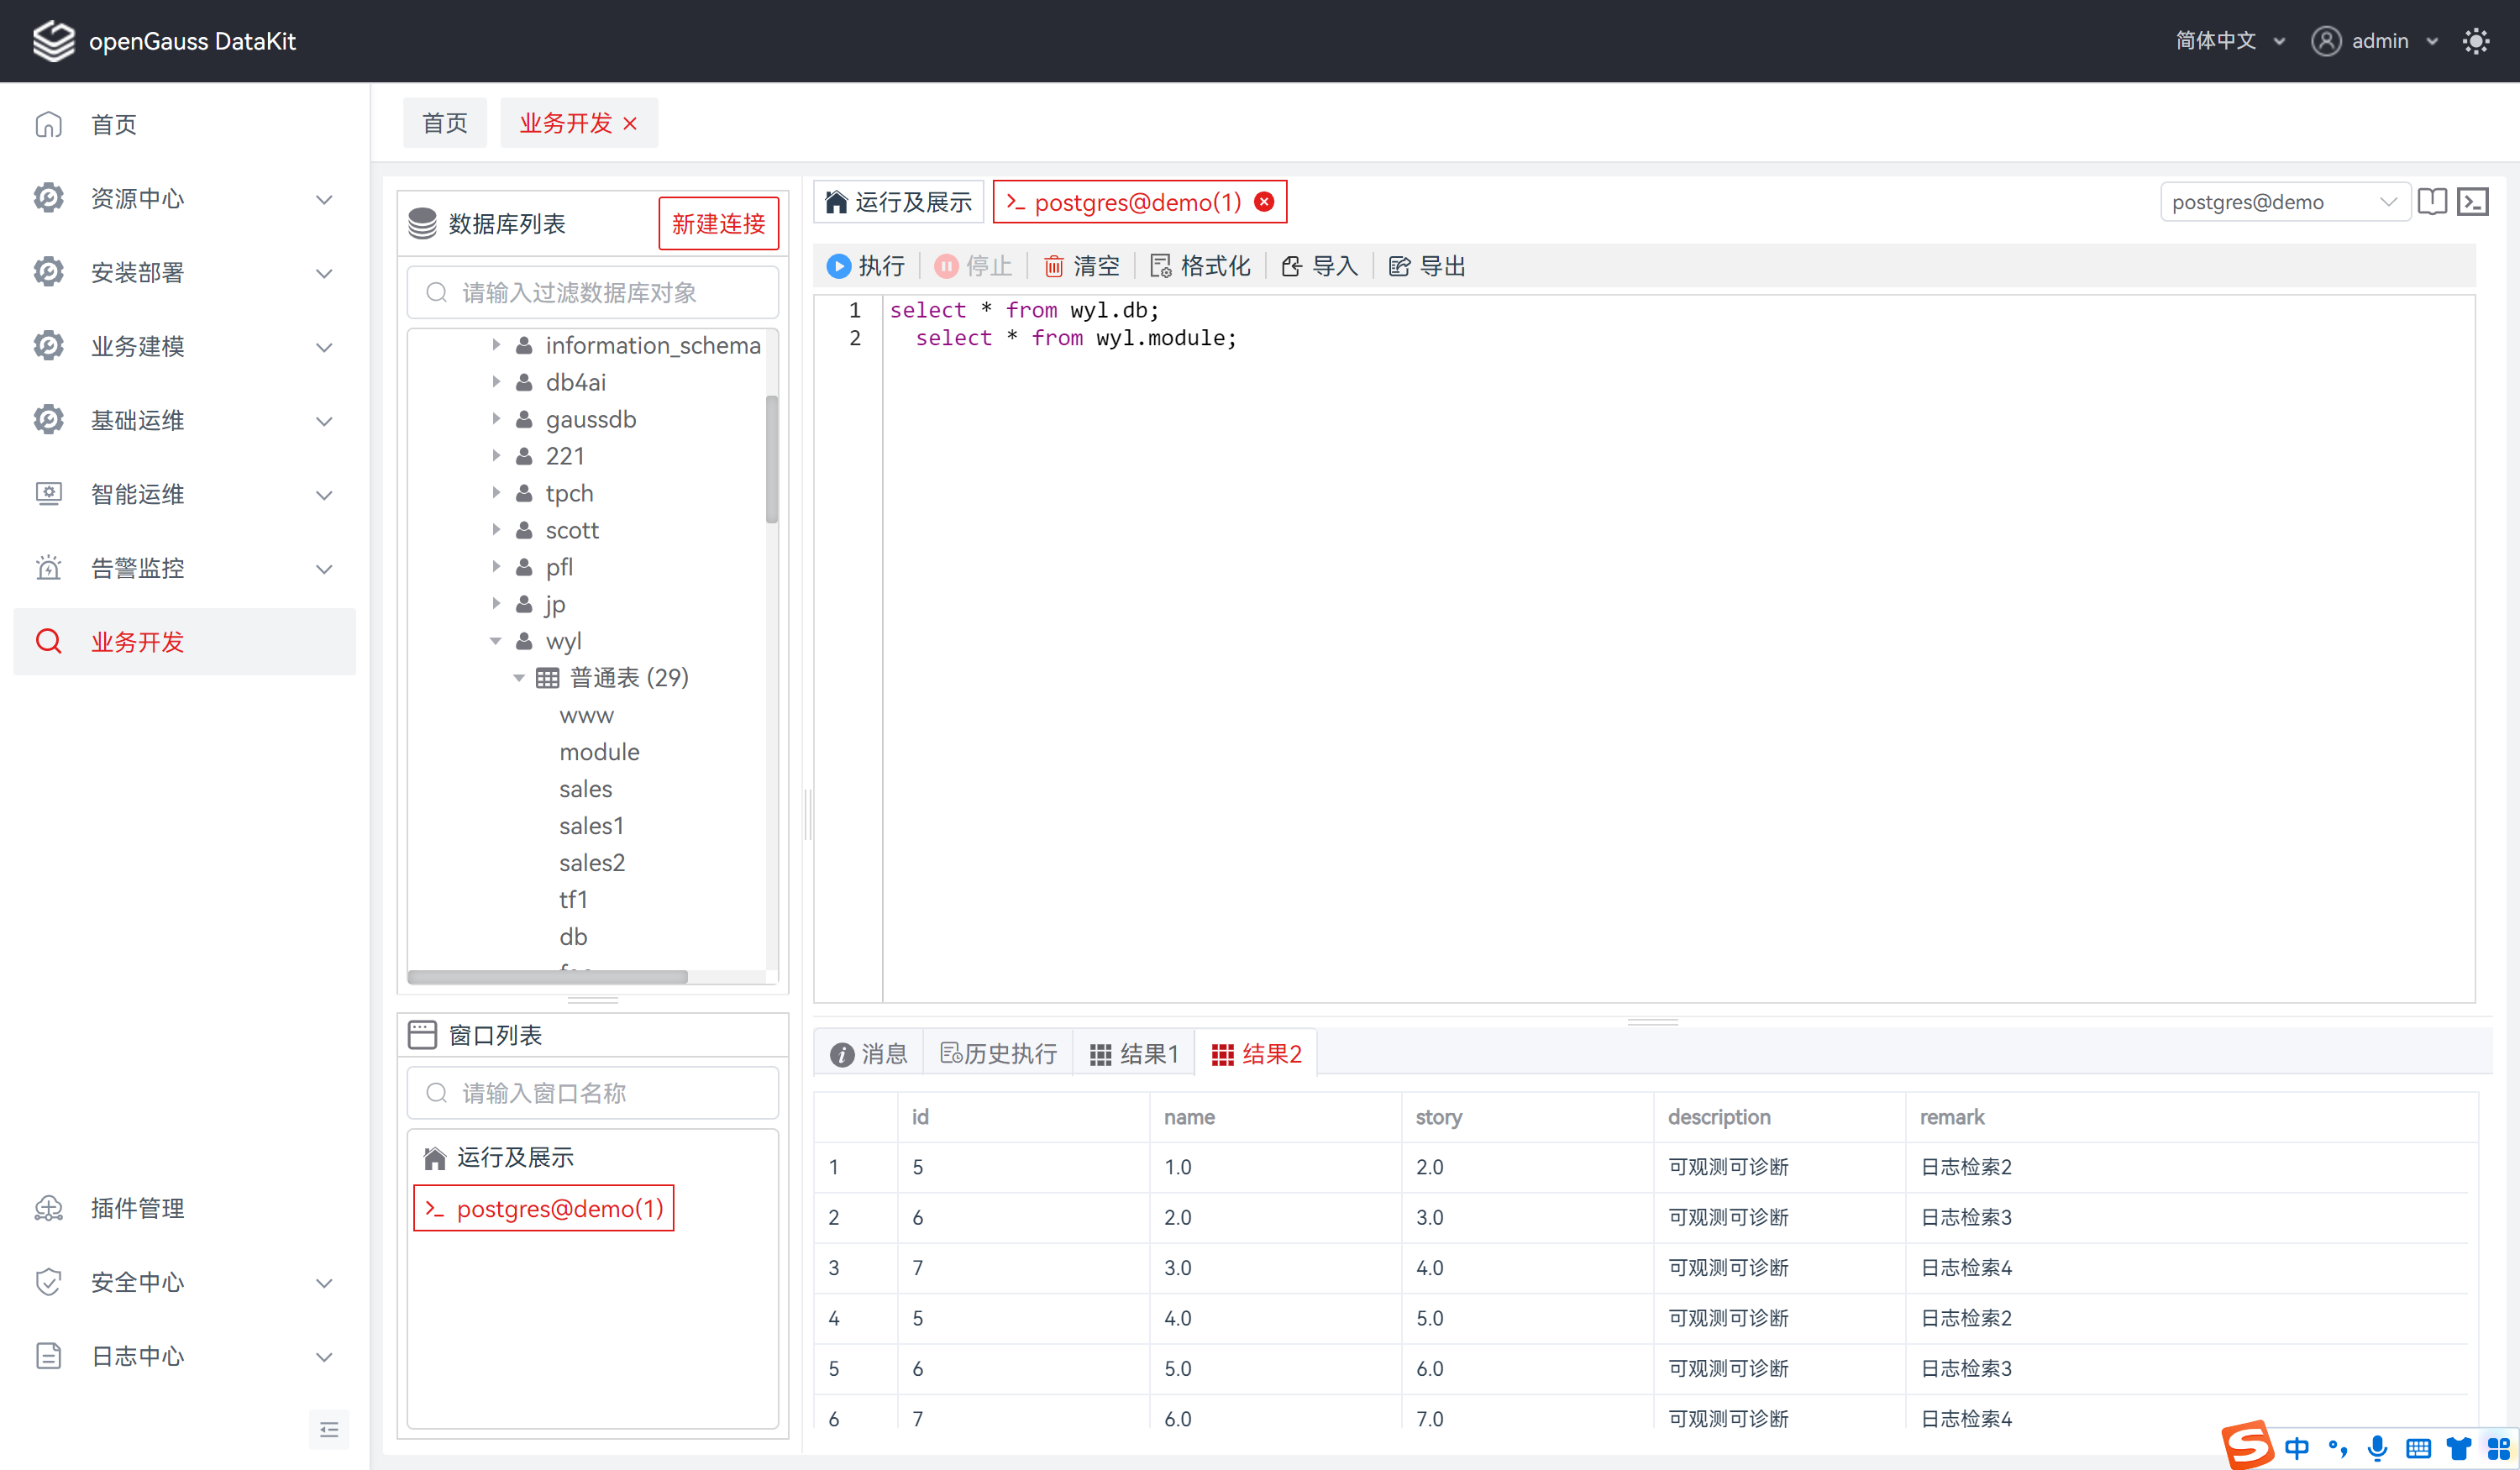 openGauss DataKit
简体中文
admin
首页
资源中心
安装部署
业务建模
基础运维
智能运维
告警监控
业务开发
插件管理
安全中心
日志中心
首页
业务开发
数据库列表
新建连接
请输入过滤数据库对象
information_schema
db4ai
gaussdb
221
tpch
scott
pfl
jp
wyl
普通表 (29)
www
module
sales
sales1
sales2
tf1
db
窗口列表
请输入窗口名称
运行及展示
postgres@demo(1)
运行及展示
postgres@demo(1)
postgres@demo
执行
停止
清空
格式化
导入
导出
1 select * from wyl.db;
2 select * from wyl.module;
消息
历史执行
结果1
结果2
id name story description remark
1 5 1.0 2.0 可观测可诊断 日志检索2
2 6 2.0 3.0 可观测可诊断 日志检索3
3 7 3.0 4.0 可观测可诊断 日志检索4
4 5 4.0 5.0 可观测可诊断 日志检索2
5 6 5.0 6.0 可观测可诊断 日志检索3
6 7 6.0 7.0 可观测可诊断 日志检索4
中